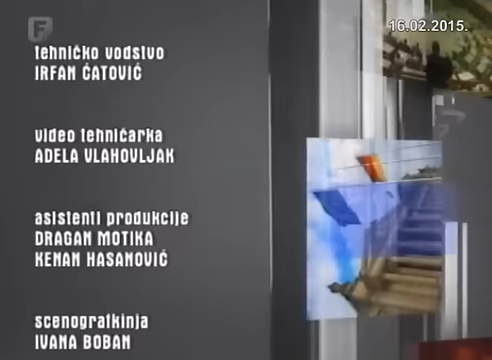 F
16.02.2015.
tehničko vodstvo
IRFAN ĆATOVIĆ
video tehničarka
ADELA VLAHOVLJAK
asistenti produkcije
DRAGAN MOTIKA
KENAN HASANOVIĆ
scenografkinja
IVANA BOBAN